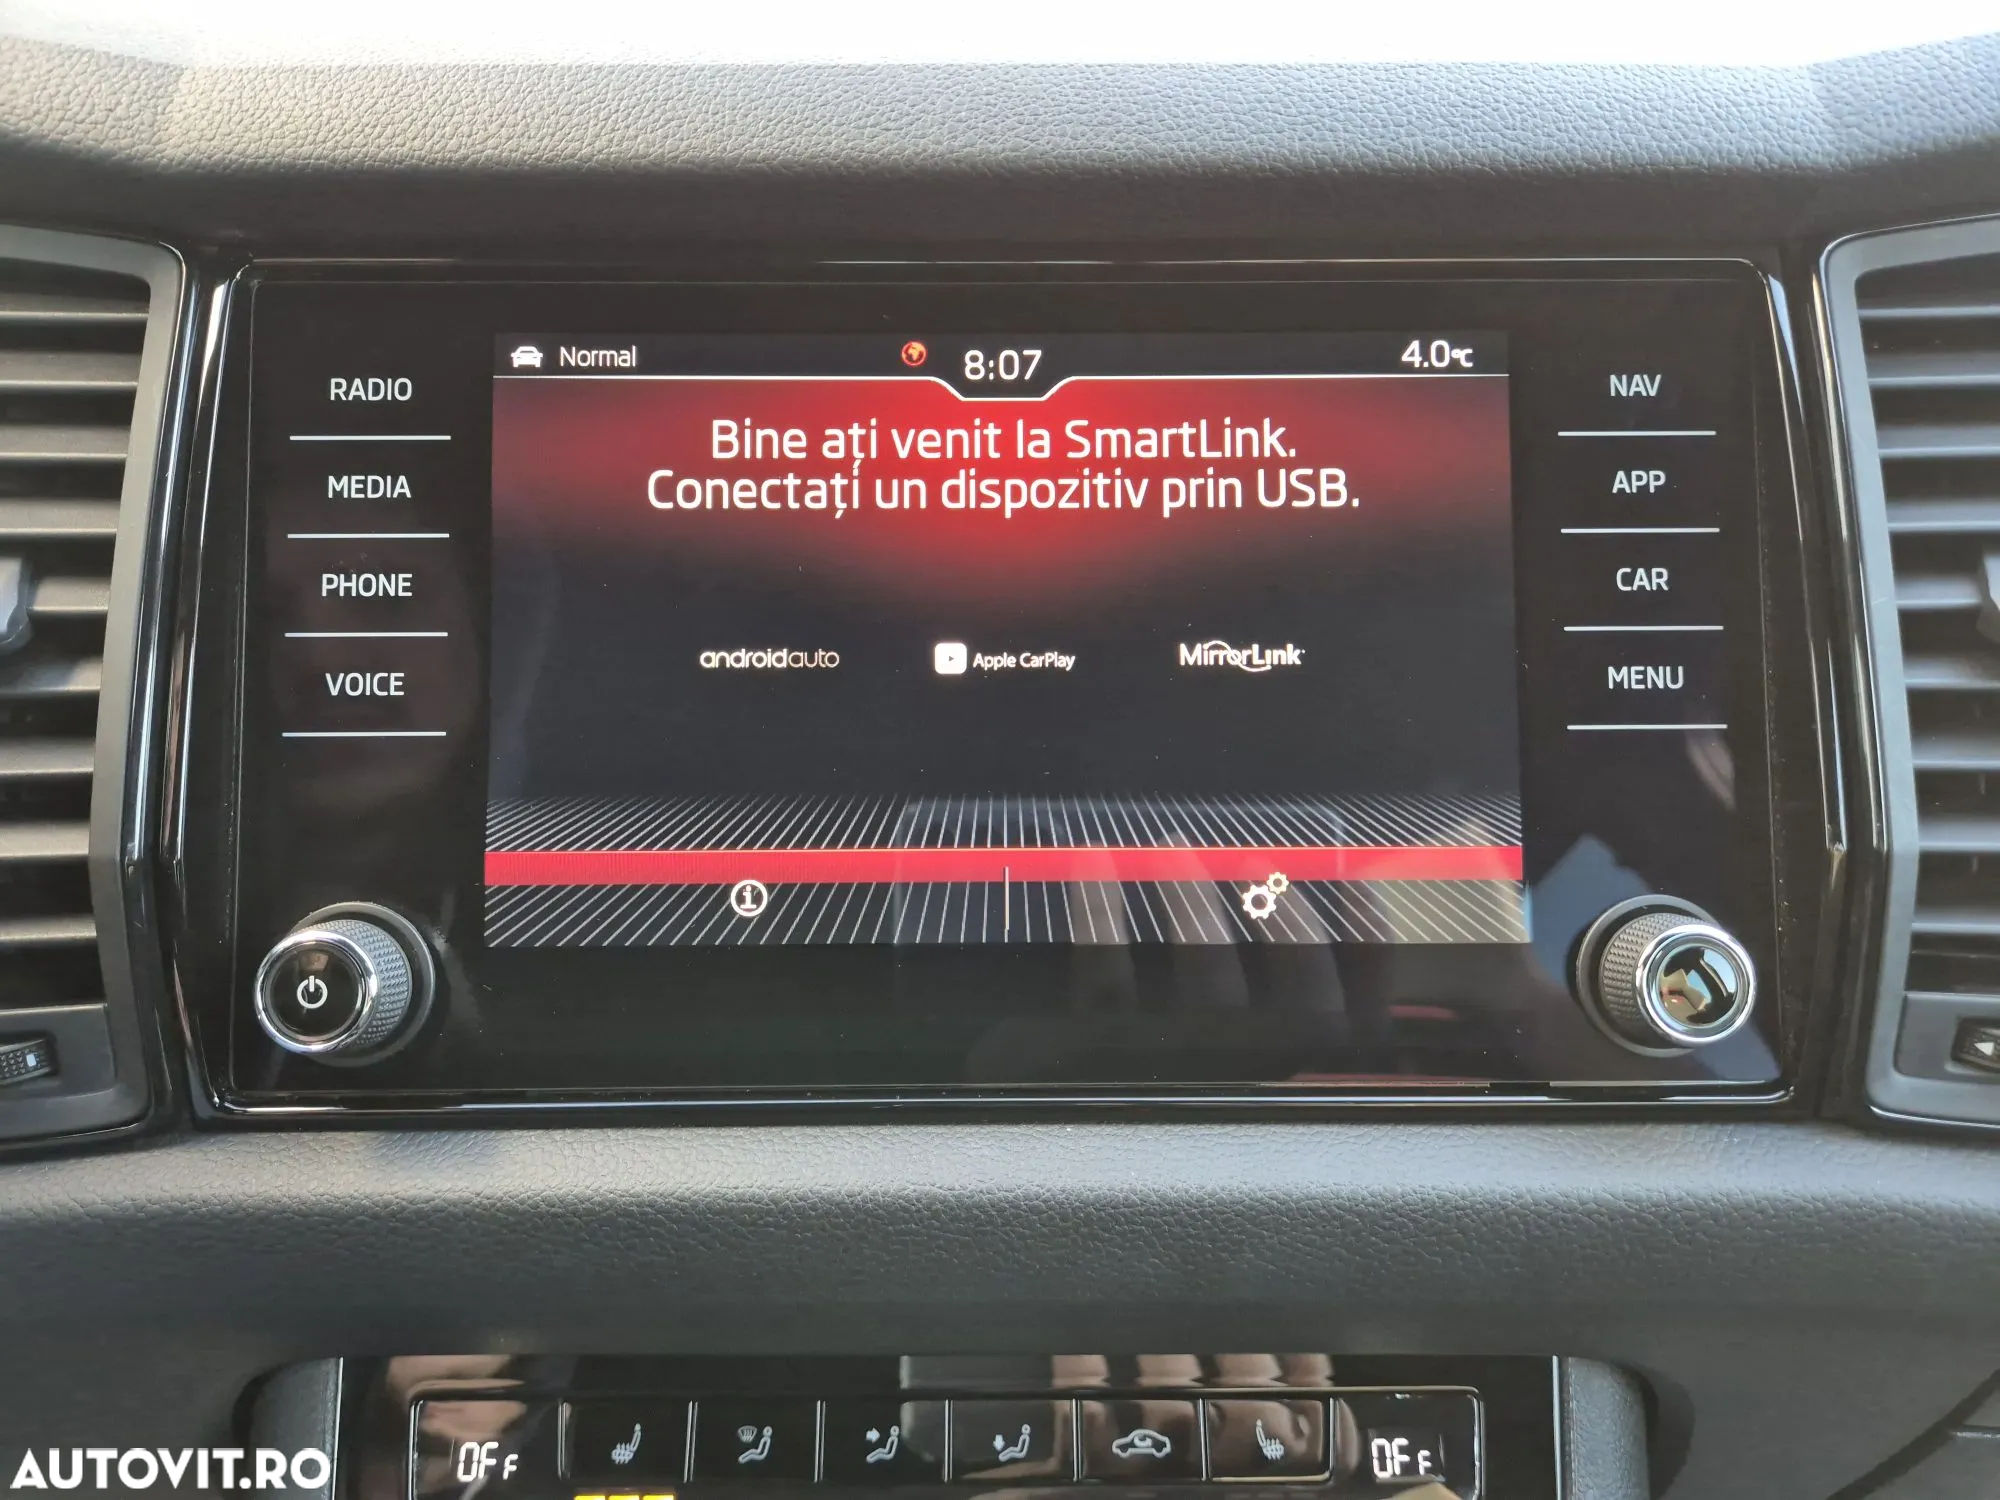 Normal
8:07
4.0°C
RADIO
MEDIA
PHONE
VOICE
Bine ați venit la SmartLink.
Conectați un dispozitiv prin USB.
androidauto
Apple CarPlay
MirrorLink
NAV
APP
CAR
MENU
OFF
OFF
AUTOVIT.RO